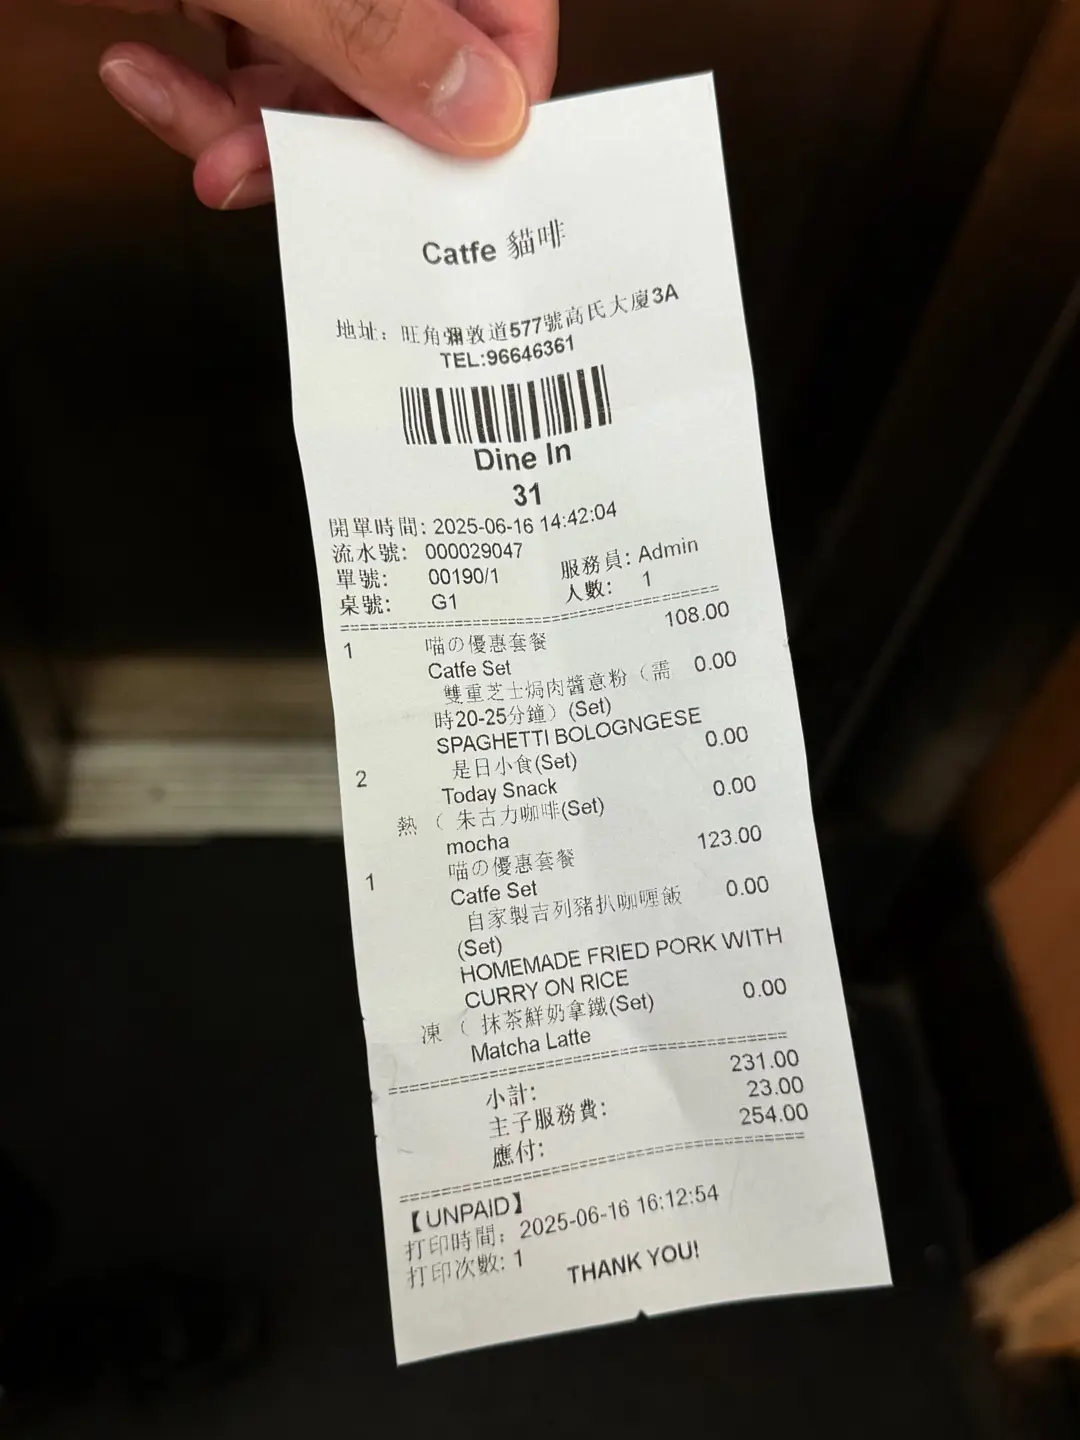 Catfe 貓啡
地址：旺角彌敦道577號高氏大廈3A
TEL:96646361
Dine In
31
開單時間: 2025-06-16 14:42:04
流水號: 000029047
單號: 00190/1 服務員: Admin
桌號: G1 人數: 1
1 喵の優惠套餐 108.00
Catfe Set
雙重芝士焗肉醬意粉（需 0.00
時20-25分鐘）(Set)
SPAGHETTI BOLOGNGESE
2 是日小食(Set) 0.00
Today Snack
熱（ 朱古力咖啡(Set) 0.00
mocha
1 喵の優惠套餐 123.00
Catfe Set
自家製吉列豬扒咖喱飯 0.00
(Set)
HOMEMADE FRIED PORK WITH
CURRY ON RICE
凍（ 抹茶鮮奶拿鐵(Set) 0.00
Matcha Latte
小計: 231.00
主子服務費: 23.00
應付: 254.00
【UNPAID】
打印時間: 2025-06-16 16:12:54
打印次數: 1
THANK YOU!